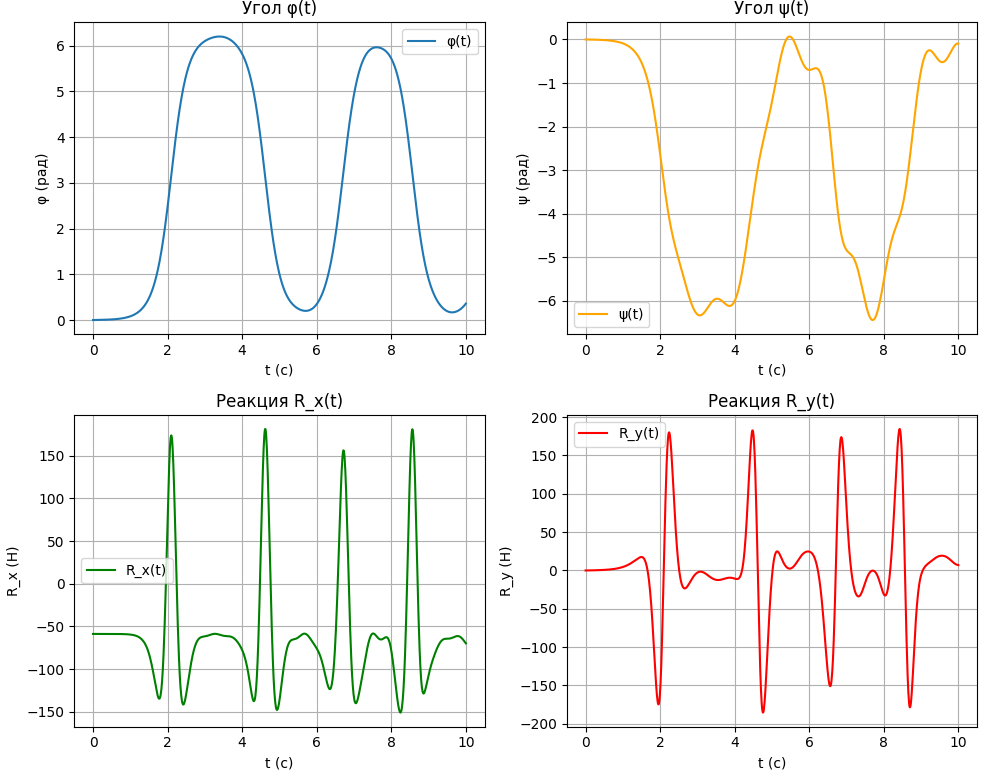 Угол φ(t)
φ (рад)
6
5
4
3
2
1
0
φ(t)
0 2 4 6 8 10
t (с)
Угол ψ(t)
ψ (рад)
0
−1
−2
−3
−4
−5
−6
ψ(t)
0 2 4 6 8 10
t (с)
Реакция R_x(t)
R_x (Н)
150
100
50
0
−50
−100
−150
R_x(t)
0 2 4 6 8 10
t (с)
Реакция R_y(t)
R_y (Н)
200
150
100
50
0
−50
−100
−150
−200
R_y(t)
0 2 4 6 8 10
t (с)